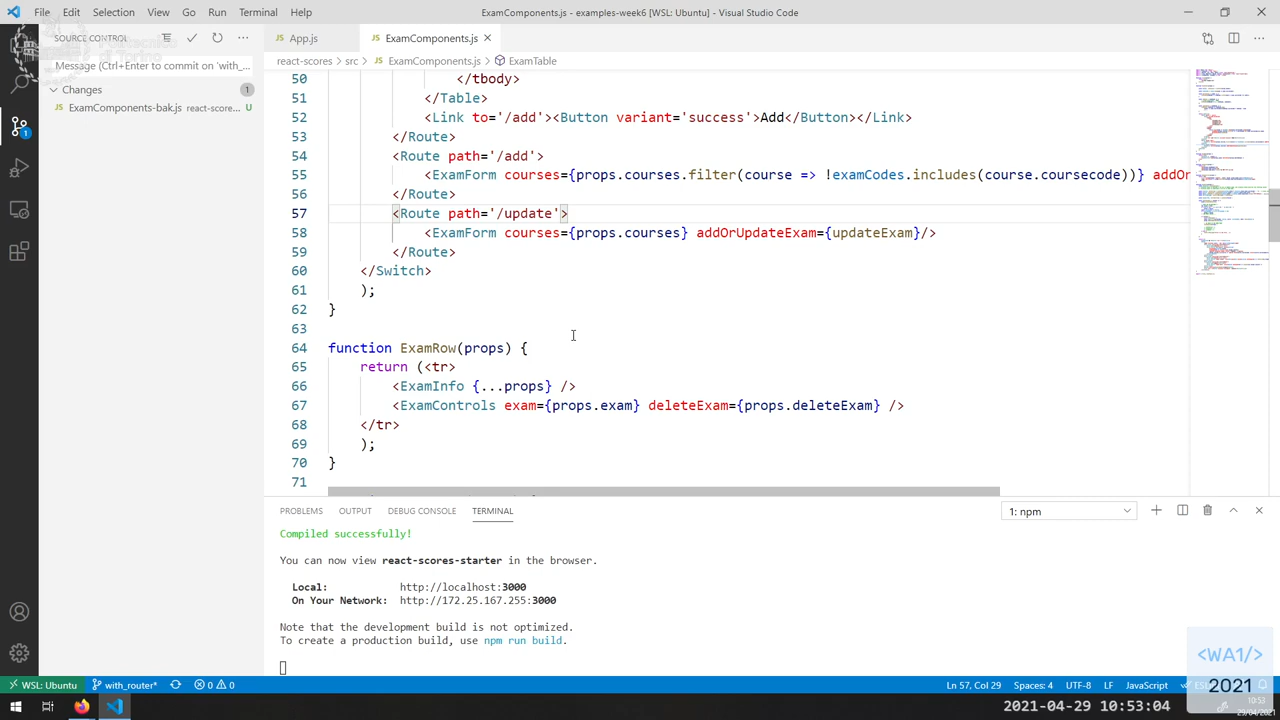 File Edit Selection View Go Run Terminal Help
ExamComponents.js - examples-week6 [WSL: Ubuntu] - Visual Studio Code
SOURCE CONTROL
Message (Ctrl+Enter to commit on 'with_...
Changes 1
ExamComponents-bak.js react-score... U
App.js
ExamComponents.js
react-scores > src > ExamComponents.js > ExamTable
50 </tbody>
51 </Table>
52 <Link to='/add'><Button variant='success'>Add</Button></Link>
53 </Route>
54 <Route path='/add'>
55 <ExamForm courses={props.courses.filter(course => !examCodes.includes(course.coursecode))} addOr
56 </Route>
57 <Route path='/update'>
58 <ExamForm courses={props.courses} addOrUpdateExam={updateExam}/>
59 </Route>
60 </Switch>
61 );
62 }
63
64 function ExamRow(props) {
65 return (<tr>
66 <ExamInfo {...props} />
67 <ExamControls exam={props.exam} deleteExam={props.deleteExam} />
68 </tr>
69 );
70 }
71
PROBLEMS OUTPUT DEBUG CONSOLE TERMINAL
1: npm
Compiled successfully!
You can now view react-scores-starter in the browser.
Local: http://localhost:3000
On Your Network: http://172.25.167.255:3000
Note that the development build is not optimized.
To create a production build, use npm run build.
<WA1/>
2021
WSL: Ubuntu with_router* 0 0 Ln 57, Col 29 Spaces: 4 UTF-8 LF JavaScript
2021-04-29 10:53:04
10:53
29/04/2021